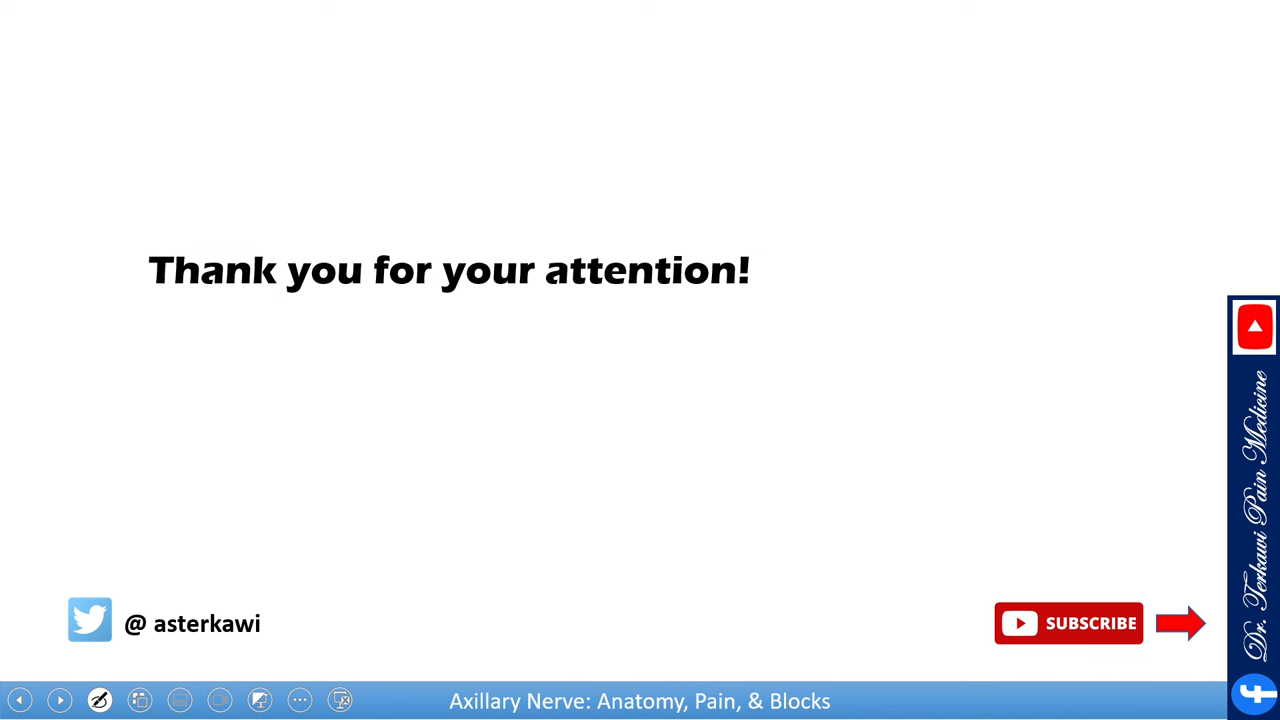 Thank you for your attention!
@ asterkawi
SUBSCRIBE
Dr. Terkawi Pain Medicine
Axillary Nerve: Anatomy, Pain, & Blocks